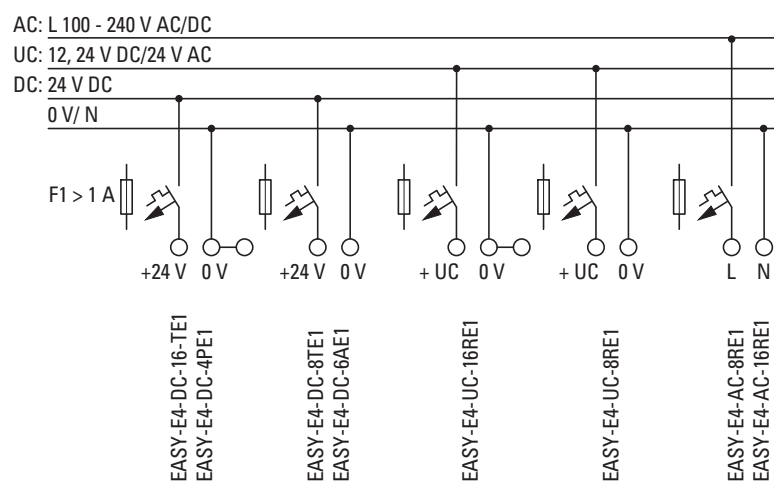 AC: L 100 - 240 V AC/DC
UC: 12, 24 V DC/24 V AC
DC: 24 V DC
0 V/ N
F1 > 1 A
+24 V 0 V +24 V 0 V + UC 0 V + UC 0 V L N
EASY-E4-DC-16-TE1
EASY-E4-DC-4PE1
EASY-E4-DC-8TE1
EASY-E4-DC-6AE1
EASY-E4-UC-16RE1
EASY-E4-UC-8RE1
EASY-E4-AC-8RE1
EASY-E4-AC-16RE1